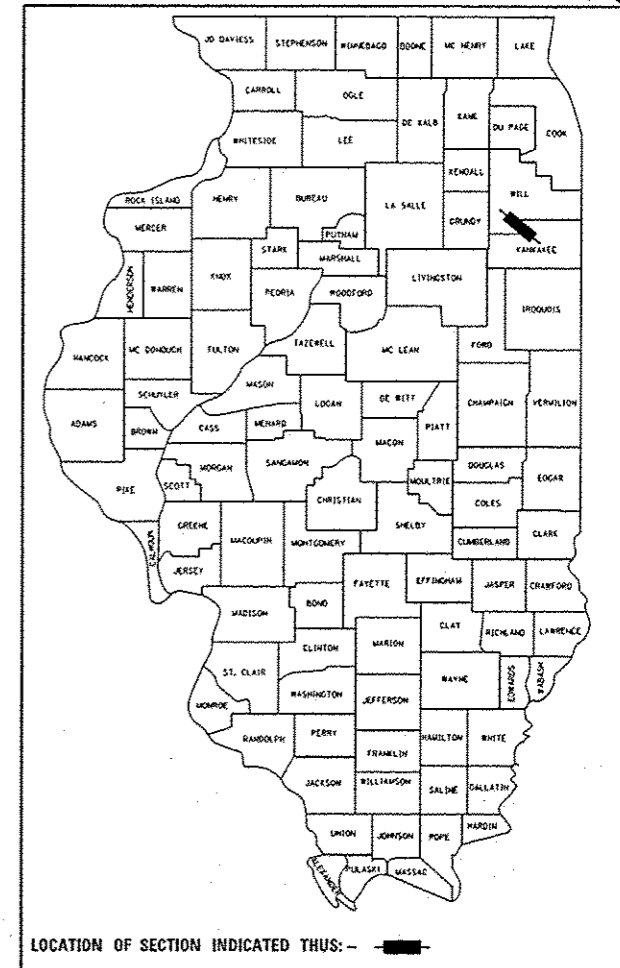 JO DAVIESS STEPHENSON WINNEBAGO BOONE MC HENRY LAKE
CARROLL OGLE DE KALB KANE DU PAGE COOK
WHITESIDE LEE KENDALL WILL
ROCK ISLAND HENRY BUREAU LA SALLE GRUNDY
MERCER PUTNAM KANKAKEE
STARK MARSHALL
HENDERSON WARREN KNOX PEORIA WOODFORD LIVINGSTON IROQUOIS
HANCOCK MC DONOUGH FULTON TAZEWELL MC LEAN FORD
SCHUYLER MASON LOGAN DE WITT CHAMPAIGN VERMILION
ADAMS BROWN CASS MENARD MACON PIATT
PIKE SCOTT MORGAN SANGAMON CHRISTIAN MOULTRIE DOUGLAS EDGAR
COLES
CALHOUN GREENE MACOUPIN MONTGOMERY SHELBY CUMBERLAND CLARK
JERSEY FAYETTE EFFINGHAM JASPER CRAWFORD
MADISON BOND
CLAY RICHLAND LAWRENCE
CLINTON MARION
ST. CLAIR WAYNE EDWARDS WABASH
WASHINGTON JEFFERSON
MONROE
RANDOLPH PERRY HAMILTON WHITE
FRANKLIN
JACKSON WILLIAMSON SALINE GALLATIN
UNION JOHNSON POPE HARDIN
ALEXANDER PULASKI MASSAC
LOCATION OF SECTION INDICATED THUS: -